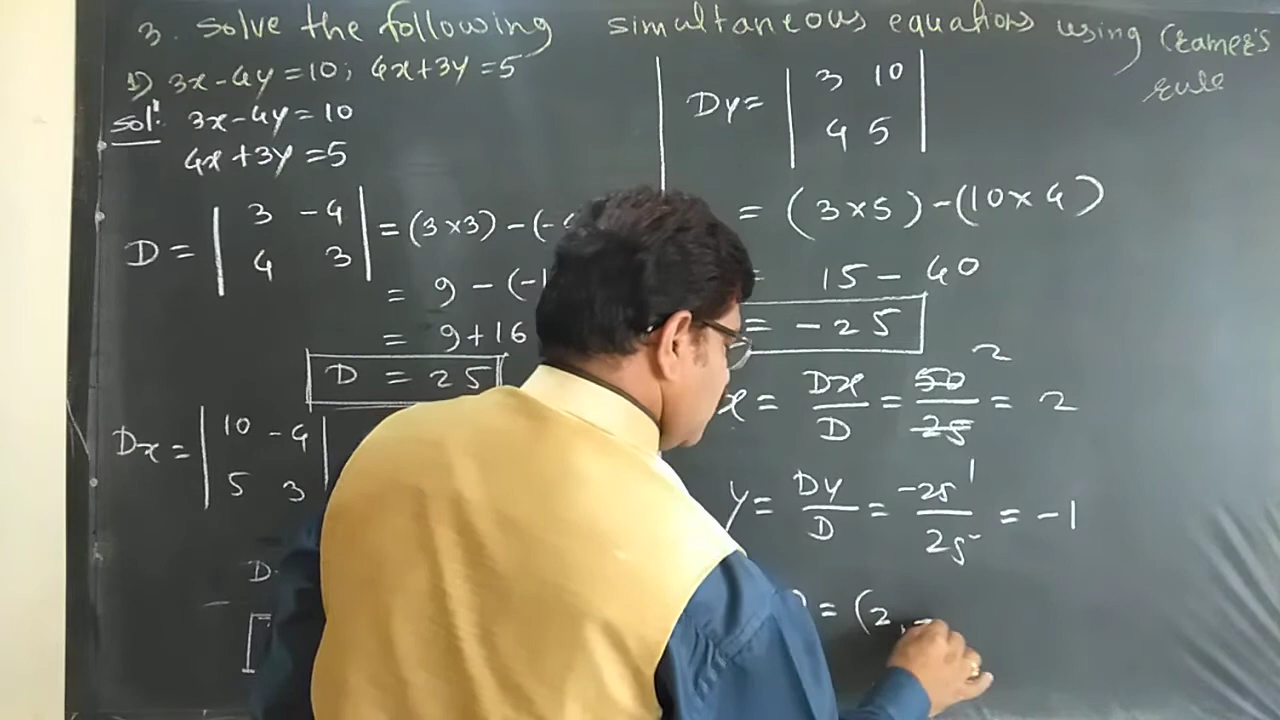 3. Solve the following simultaneous equations using Cramer's rule
1) 3x-4y=10; 4x+3y=5
Sol: 3x-4y=10
4x+3y=5
D = | 3 -4 | = (3×3)-(-
| 4 3 |
= 9-(-1
= 9+16
D = 25
Dx = | 10 -4 |
| 5 3 |
D
Dy = | 3 10 |
| 4 5 |
= (3×5)-(10×4)
= 15-40
= -25
x = Dx/D = 50/25 = 2
2
y = Dy/D = -25/25 = -1
1
) = (2, -